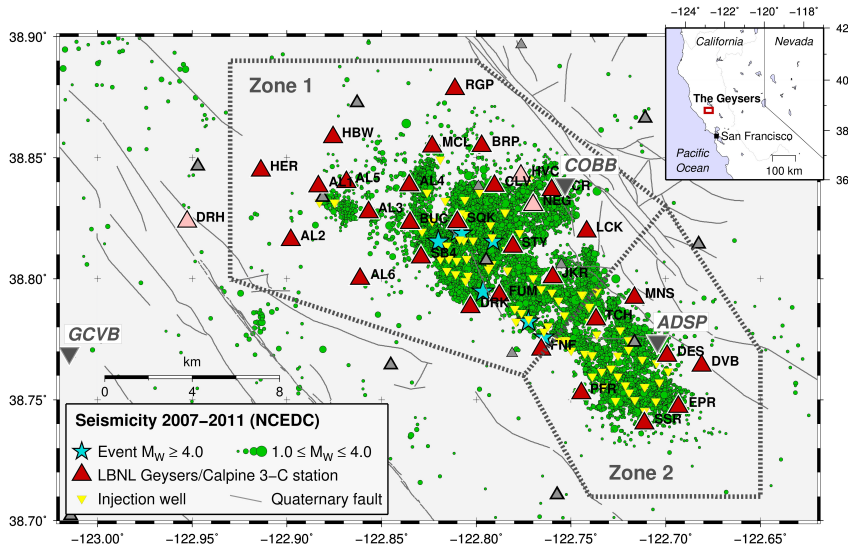 −124˚ −122˚ −120˚ −118˚
42
40
38
36
California
Nevada
The Geysers
San Francisco
Pacific
Ocean
100 km
38.90˚
38.85˚
38.80˚
38.75˚
38.70˚
Zone 1
RGP
HBW
MCL
BRP
HER
AL5
AL4
CLV
HVC
COBB
CR
NEG
AL3
BUC
SQK
DRH
AL2
STY
LCK
SB4
AL6
JKR
FUM
DRK
MNS
TCH
ADSP
GCVB
FNF
DES
DVB
km
0 2 4 8
PFR
EPR
SSR
Zone 2
Seismicity 2007−2011 (NCEDC)
Event M_W ≥ 4.0
1.0 ≤ M_W ≤ 4.0
LBNL Geysers/Calpine 3−C station
Injection well
Quaternary fault
−123.00˚ −122.95˚ −122.90˚ −122.85˚ −122.80˚ −122.75˚ −122.70˚ −122.65˚